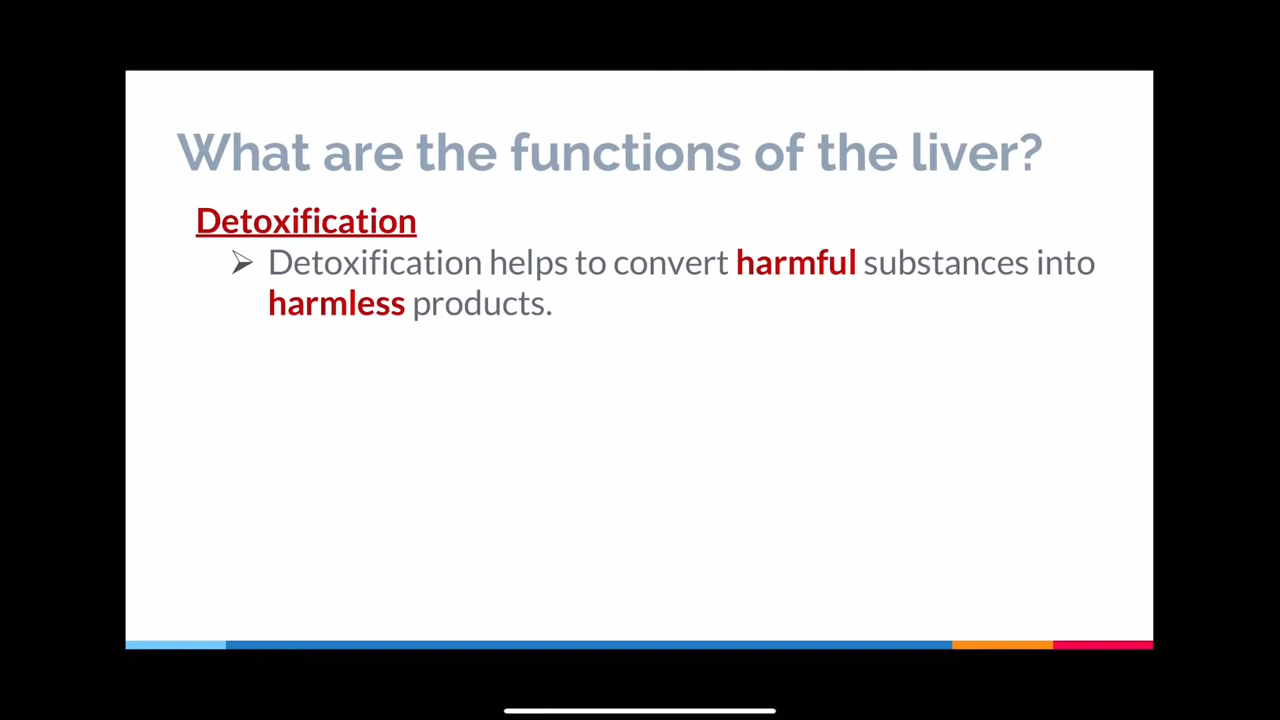 What are the functions of the liver?
Detoxification
➢ Detoxification helps to convert harmful substances into
harmless products.